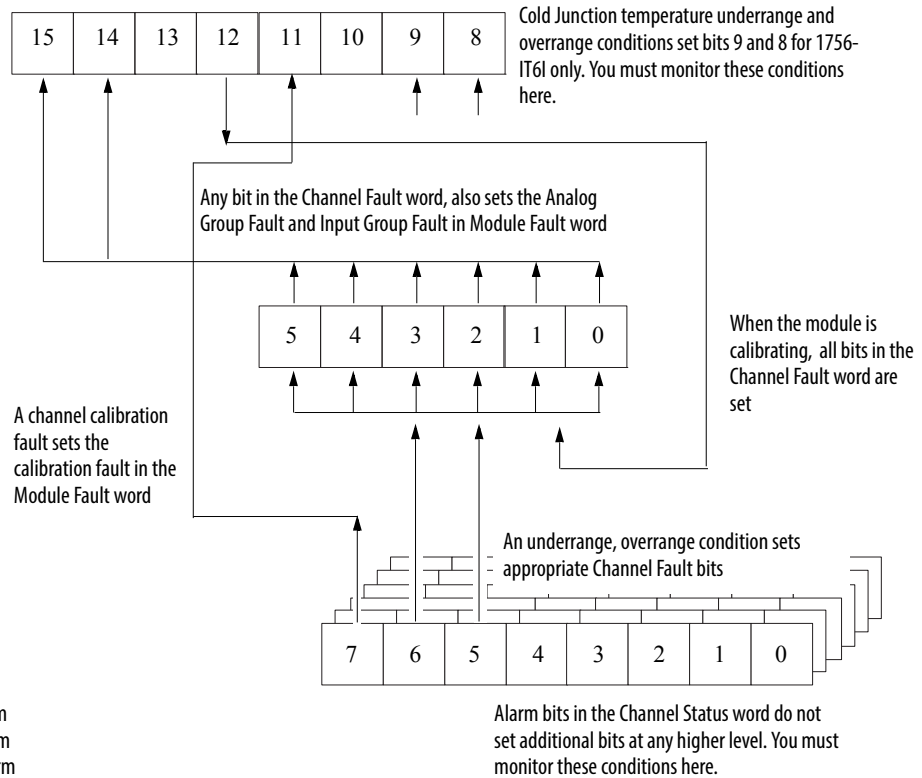 15 14 13 12 11 10 9 8
Cold Junction temperature underrange and
overrange conditions set bits 9 and 8 for 1756-
IT6I only. You must monitor these conditions
here.
Any bit in the Channel Fault word, also sets the Analog
Group Fault and Input Group Fault in Module Fault word
5 4 3 2 1 0
When the module is
calibrating, all bits in the
Channel Fault word are
set
A channel calibration
fault sets the
calibration fault in the
Module Fault word
An underrange, overrange condition sets
appropriate Channel Fault bits
7 6 5 4 3 2 1 0
Alarm bits in the Channel Status word do not
set additional bits at any higher level. You must
monitor these conditions here.